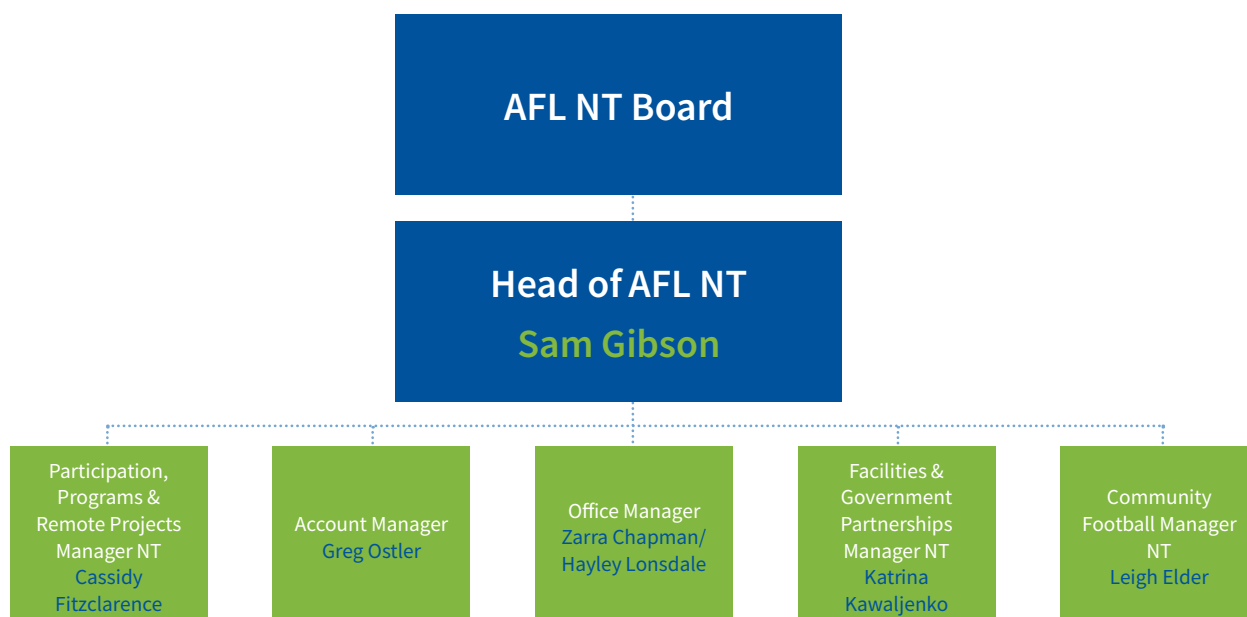 AFL NT Board
Head of AFL NT
Sam Gibson
Participation,
Programs &
Remote Projects
Manager NT
Cassidy
Fitzclarence
Account Manager
Greg Ostler
Office Manager
Zarra Chapman/
Hayley Lonsdale
Facilities &
Government
Partnerships
Manager NT
Katrina
Kawaljenko
Community
Football Manager
NT
Leigh Elder